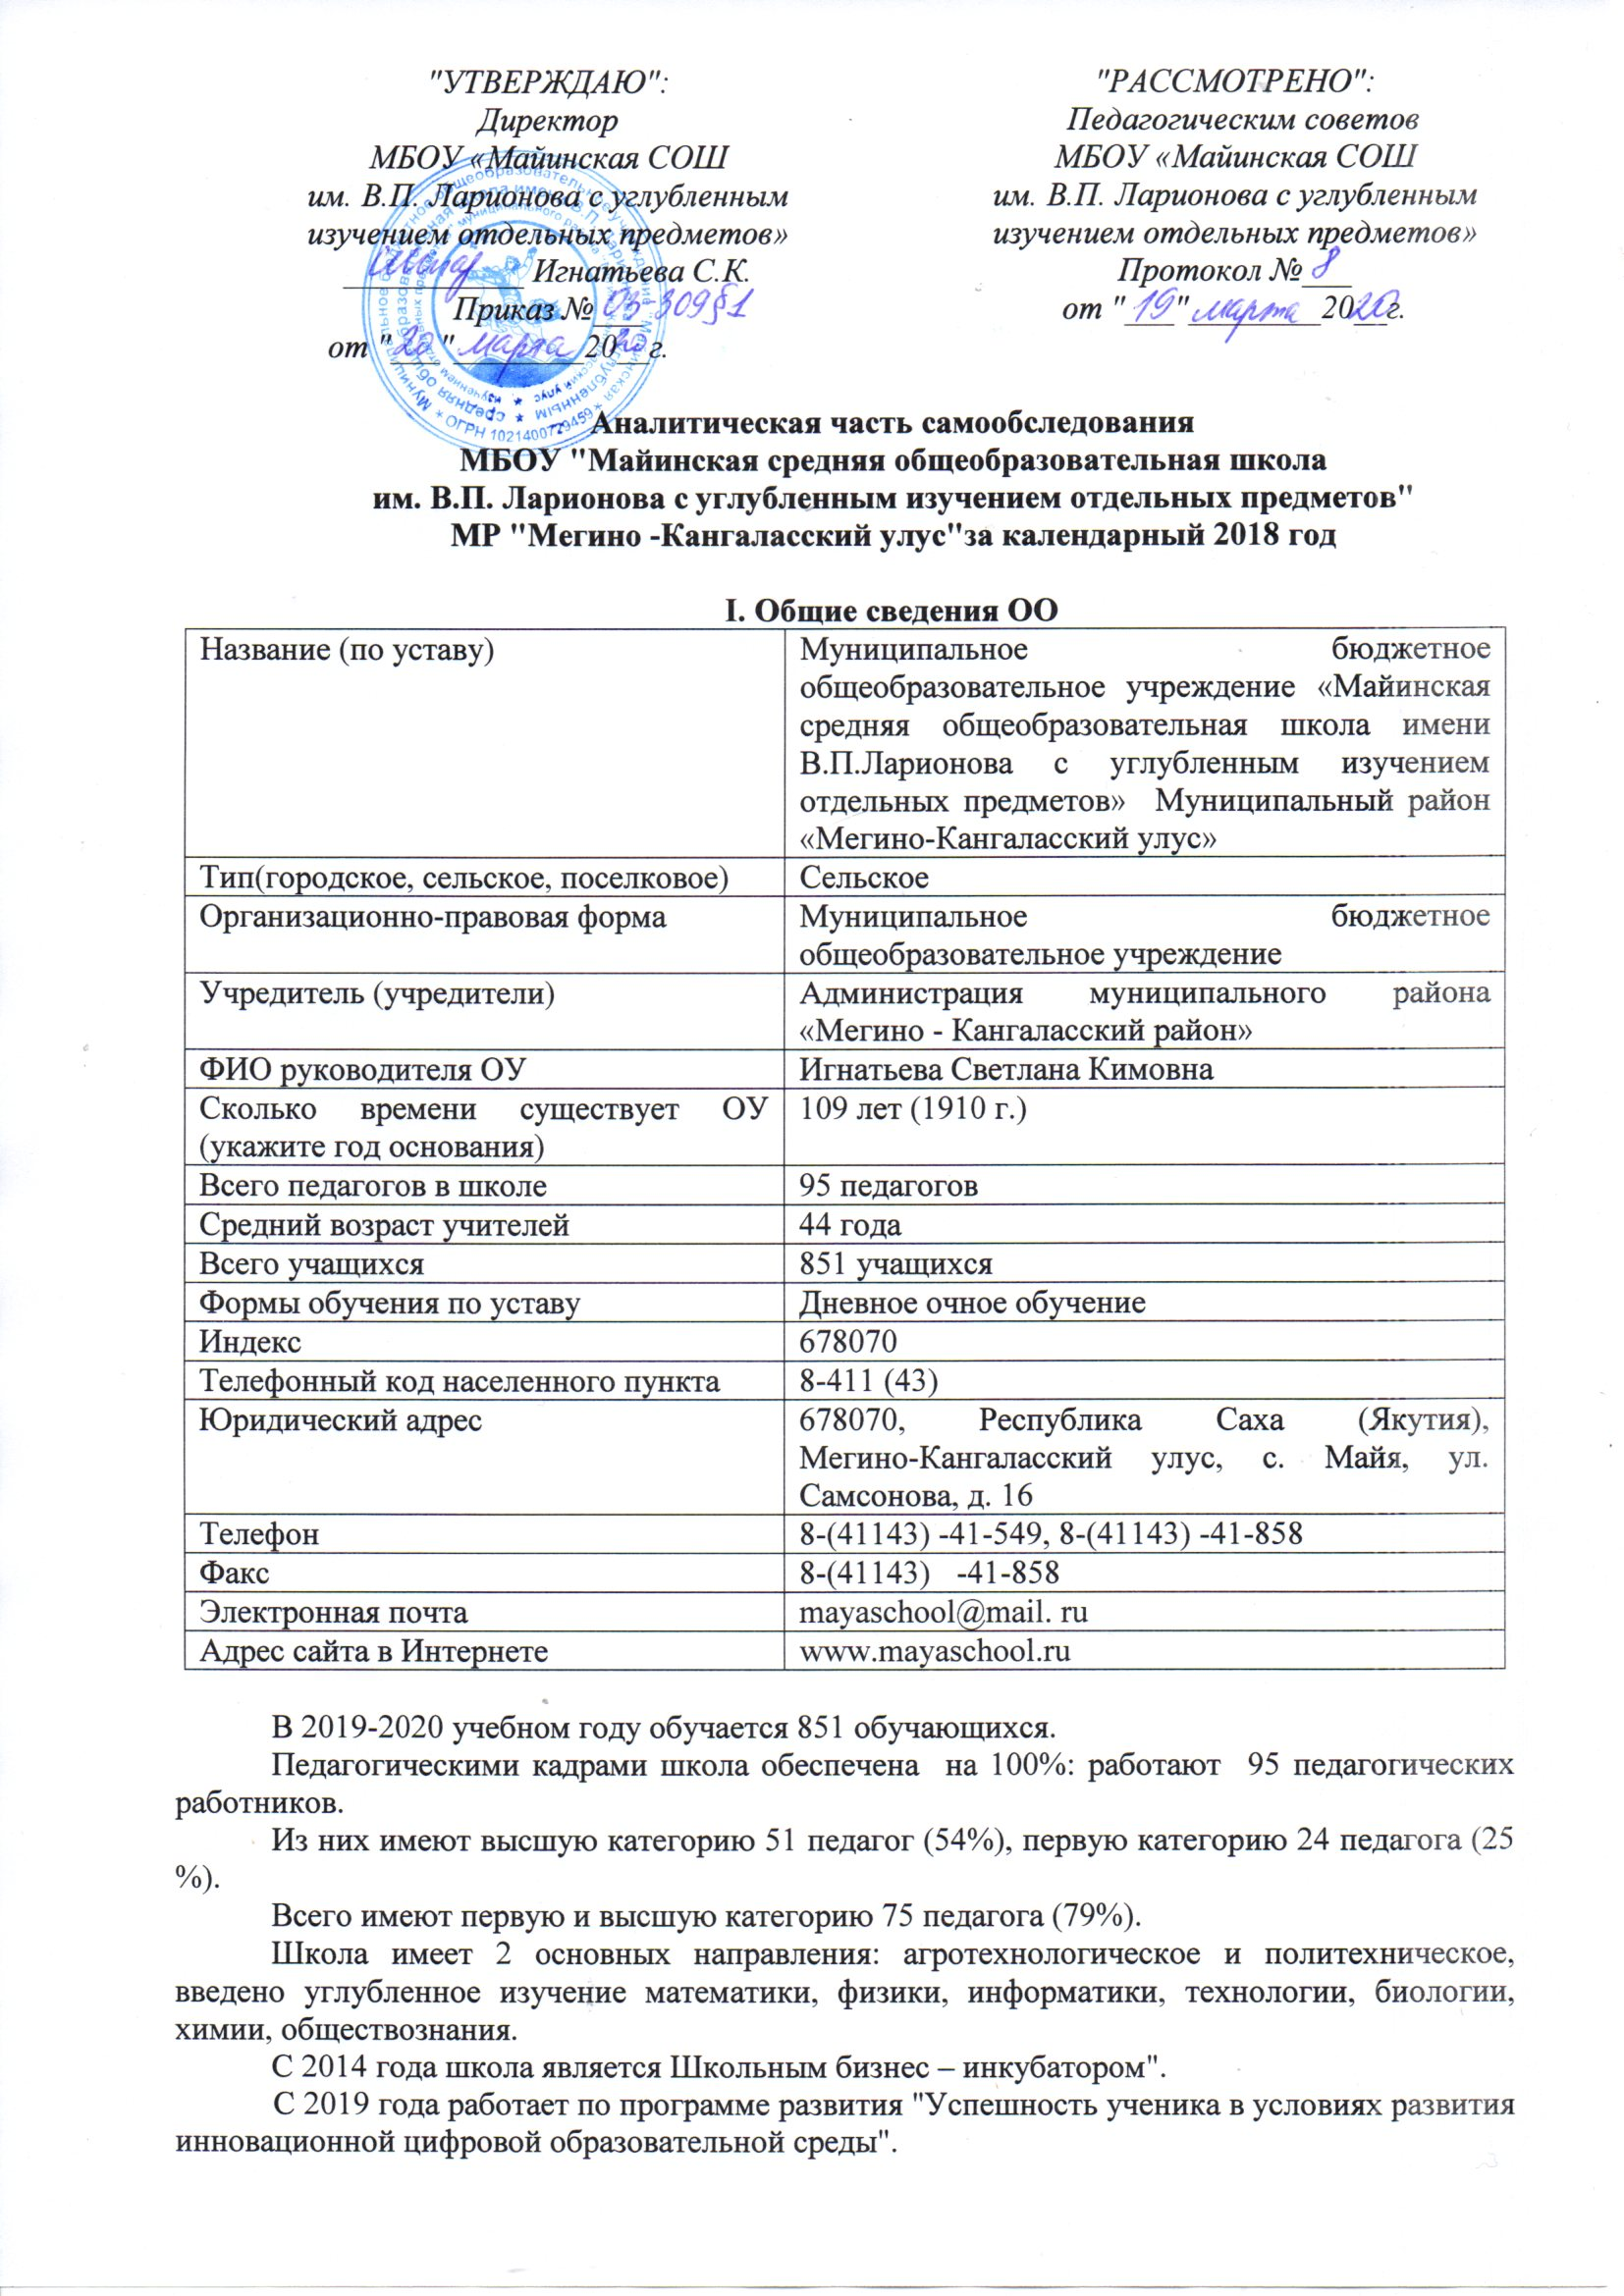 "УТВЕРЖДАЮ":
Директор
МБОУ «Майинская СОШ
им. В.П. Ларионова с углубленным
изучением отдельных предметов»
Игнатьева С.К.
Приказ № 03-309§1
от "20" марта 2020 г.
"РАССМОТРЕНО":
Педагогическим советов
МБОУ «Майинская СОШ
им. В.П. Ларионова с углубленным
изучением отдельных предметов»
Протокол № 8
от "19" марта 2020 г.
ОГРН 1021400729459
Аналитическая часть самообследования
МБОУ "Майинская средняя общеобразовательная школа
им. В.П. Ларионова с углубленным изучением отдельных предметов"
МР "Мегино -Кангаласский улус"за календарный 2018 год
I. Общие сведения ОО
Название (по уставу)
Муниципальное бюджетное
общеобразовательное учреждение «Майинская
средняя общеобразовательная школа имени
В.П.Ларионова с углубленным изучением
отдельных предметов» Муниципальный район
«Мегино-Кангаласский улус»
Тип(городское, сельское, поселковое)
Сельское
Организационно-правовая форма
Муниципальное бюджетное
общеобразовательное учреждение
Учредитель (учредители)
Администрация муниципального района
«Мегино - Кангаласский район»
ФИО руководителя ОУ
Игнатьева Светлана Кимовна
Сколько времени существует ОУ
(укажите год основания)
109 лет (1910 г.)
Всего педагогов в школе
95 педагогов
Средний возраст учителей
44 года
Всего учащихся
851 учащихся
Формы обучения по уставу
Дневное очное обучение
Индекс
678070
Телефонный код населенного пункта
8-411 (43)
Юридический адрес
678070, Республика Саха (Якутия),
Мегино-Кангаласский улус, с. Майя, ул.
Самсонова, д. 16
Телефон
8-(41143) -41-549, 8-(41143) -41-858
Факс
8-(41143) -41-858
Электронная почта
mayaschool@mail. ru
Адрес сайта в Интернете
www.mayaschool.ru
В 2019-2020 учебном году обучается 851 обучающихся.
Педагогическими кадрами школа обеспечена на 100%: работают 95 педагогических
работников.
Из них имеют высшую категорию 51 педагог (54%), первую категорию 24 педагога (25
%).
Всего имеют первую и высшую категорию 75 педагога (79%).
Школа имеет 2 основных направления: агротехнологическое и политехническое,
введено углубленное изучение математики, физики, информатики, технологии, биологии,
химии, обществознания.
С 2014 года школа является Школьным бизнес – инкубатором".
С 2019 года работает по программе развития "Успешность ученика в условиях развития
инновационной цифровой образовательной среды".